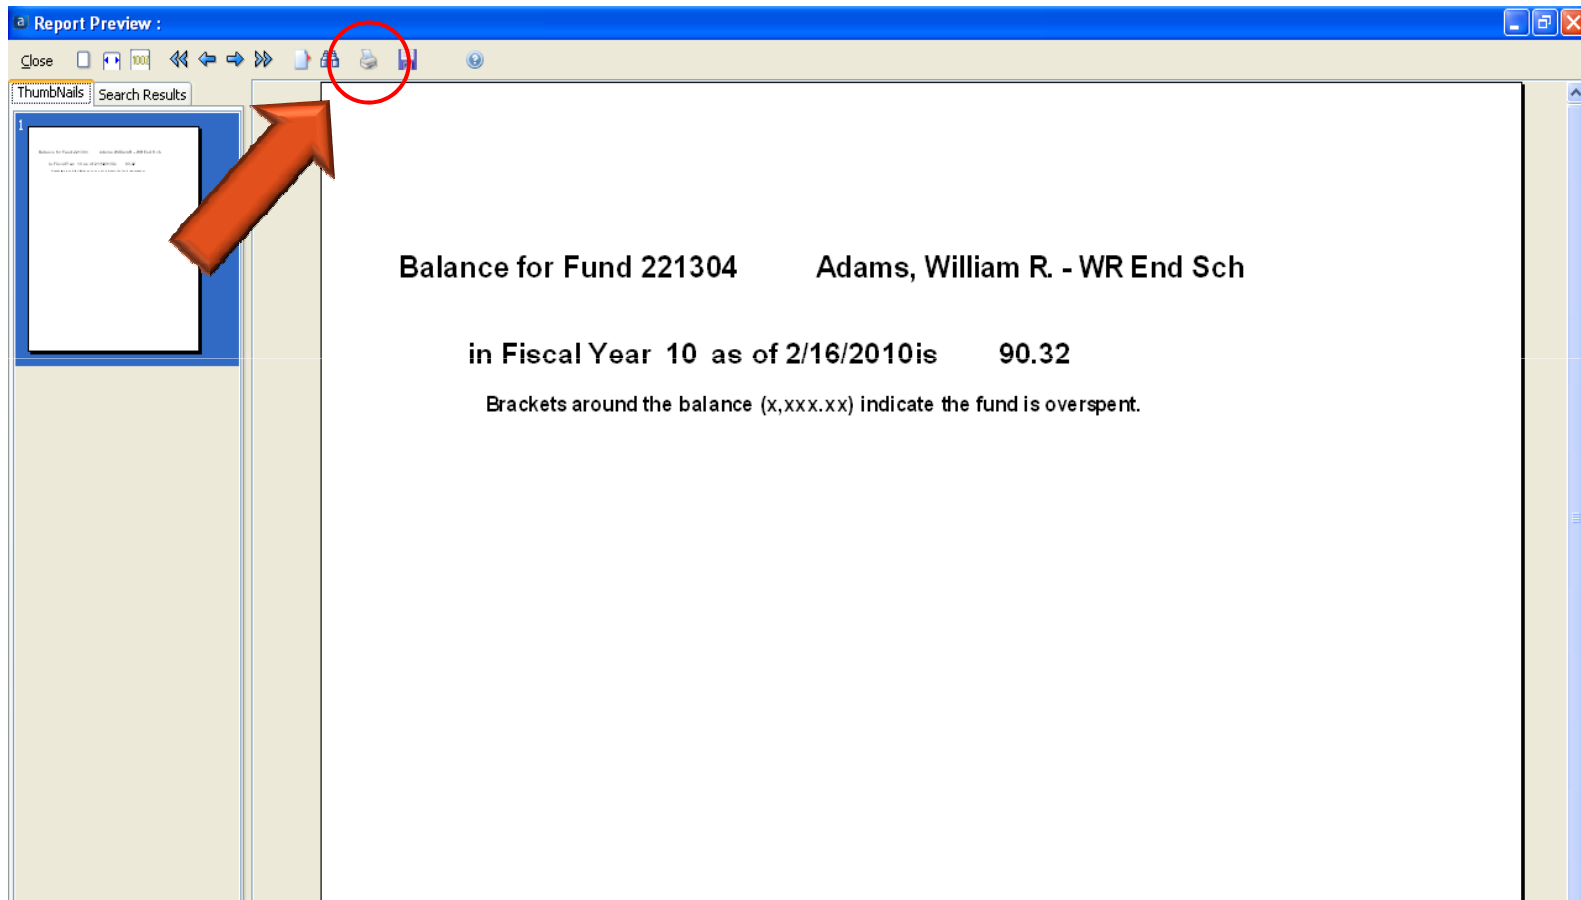 Report Preview :
Close
ThumbNails
Search Results
1
Balance for Fund 221304 Adams, William R. - WR End Sch
in Fiscal Year 10 as of 2/16/2010is 90.32
Brackets around the balance (x,xxx.xx) indicate the fund is overspent.